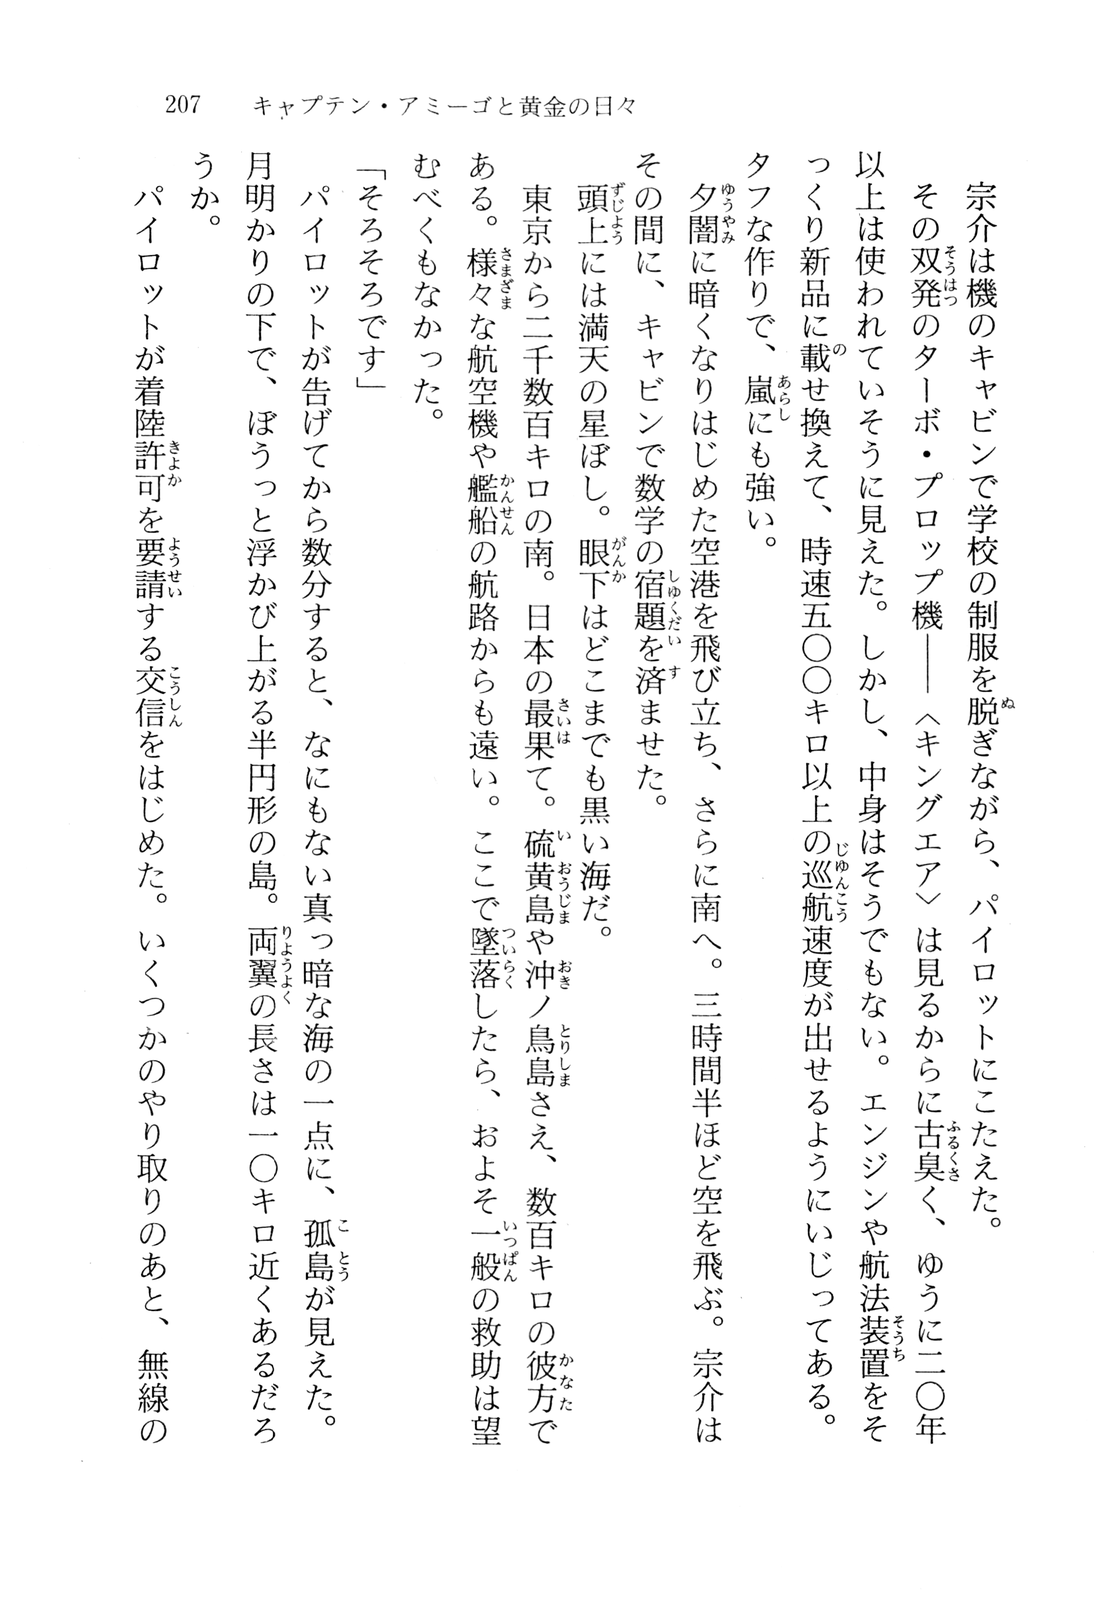 207　キャプテン・アミーゴと黄金の日々
　宗介は機のキャビンで学校の制服を脱ぎながら、パイロットにこたえた。
　その双発のターボ・プロップ機――〈キングエア〉は見るからに古臭く、ゆうに二〇年
以上は使われていそうに見えた。しかし、中身はそうでもない。エンジンや航法装置をそ
っくり新品に載せ換えて、時速五〇〇キロ以上の巡航速度が出せるようにいじってある。
タフな作りで、嵐にも強い。
　夕闇に暗くなりはじめた空港を飛び立ち、さらに南へ。三時間半ほど空を飛ぶ。宗介は
その間に、キャビンで数学の宿題を済ませた。
　頭上には満天の星ぼし。眼下はどこまでも黒い海だ。
　東京から二千数百キロの南。日本の最果て。硫黄島や沖ノ鳥島さえ、数百キロの彼方で
ある。様々な航空機や艦船の航路からも遠い。ここで墜落したら、およそ一般の救助は望
むべくもなかった。
「そろそろです」
　パイロットが告げてから数分すると、なにもない真っ暗な海の一点に、孤島が見えた。
月明かりの下で、ぼうっと浮かび上がる半円形の島。両翼の長さは一〇キロ近くあるだろ
うか。
　パイロットが着陸許可を要請する交信をはじめた。いくつかのやり取りのあと、無線の